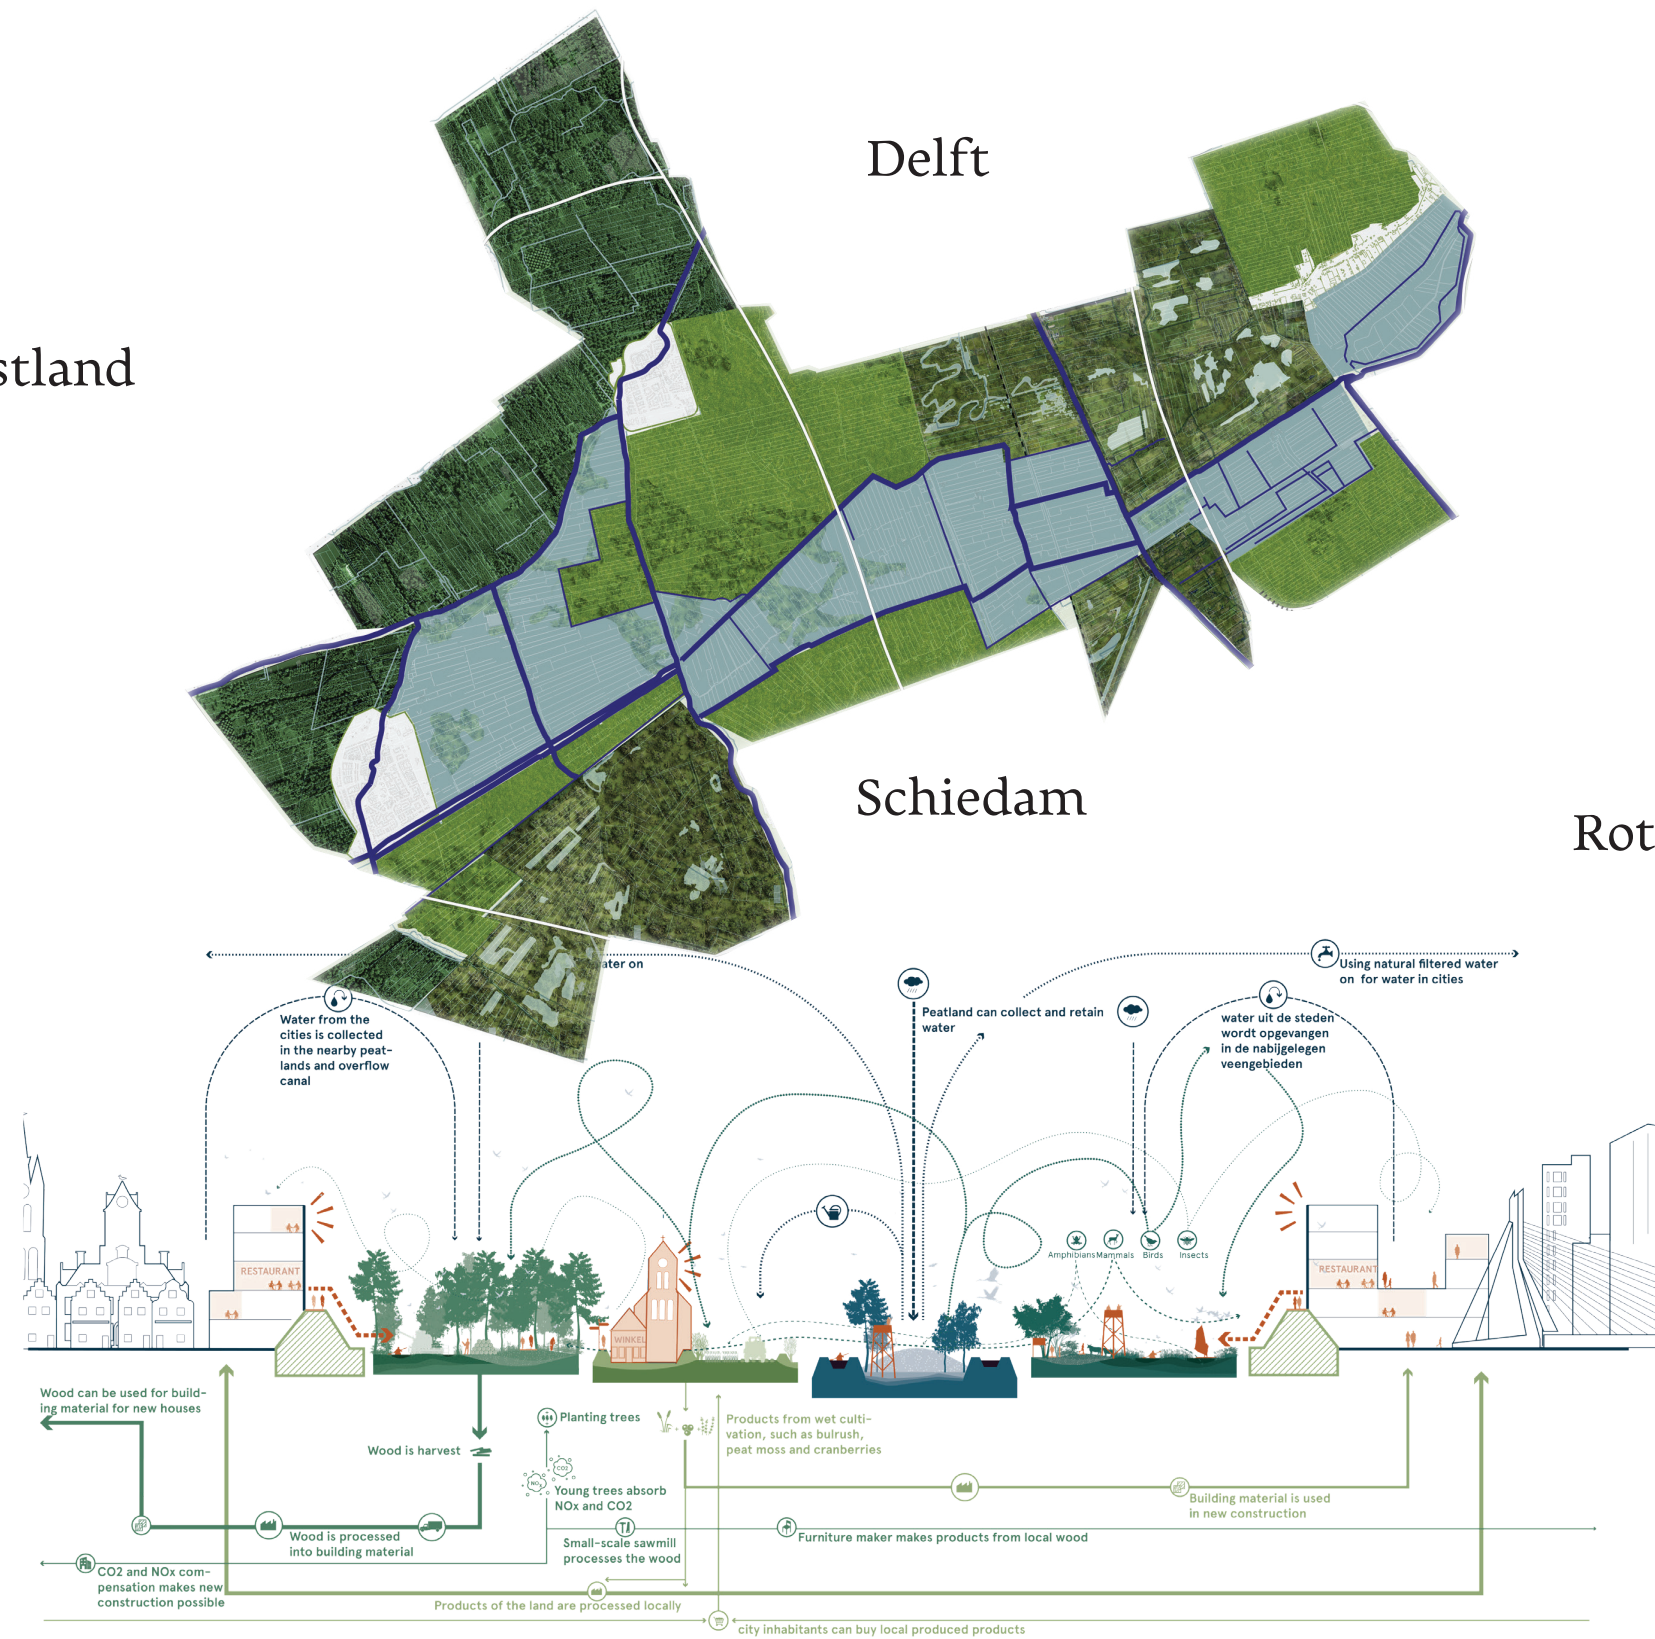 Delft
stland
Schiedam
Rot
ater on
Using natural filtered water
on for water in cities
Peatland can collect and retain
water
Water from the
cities is collected
in the nearby peat-
lands and overflow
canal
water uit de steden
wordt opgevangen
in de nabijgelegen
veengebieden
Amphibians Mammals Birds Insects
RESTAURANT
RESTAURANT
WINKEL
Wood can be used for build-
ing material for new houses
Wood is harvest
Planting trees
Products from wet culti-
vation, such as bulrush,
peat moss and cranberries
CO2
NOx
Young trees absorb
NOx and CO2
Building material is used
in new construction
Wood is processed
into building material
Small-scale sawmill
processes the wood
Furniture maker makes products from local wood
CO2 and NOx com-
pensation makes new
construction possible
Products of the land are processed locally
city inhabitants can buy local produced products